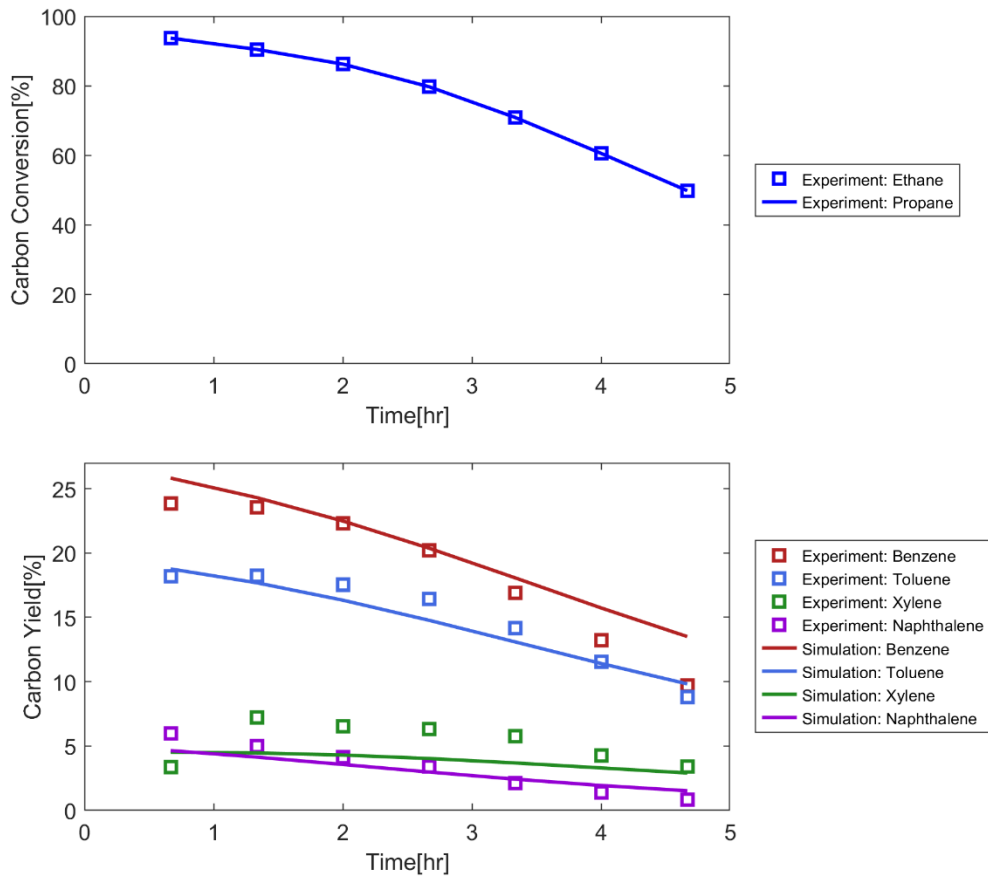 100
80
60
40
20
0
Carbon Conversion[%]
0 1 2 3 4 5
Time[hr]
Experiment: Ethane
Experiment: Propane
25
20
15
10
5
0
Carbon Yield[%]
0 1 2 3 4 5
Time[hr]
Experiment: Benzene
Experiment: Toluene
Experiment: Xylene
Experiment: Naphthalene
Simulation: Benzene
Simulation: Toluene
Simulation: Xylene
Simulation: Naphthalene